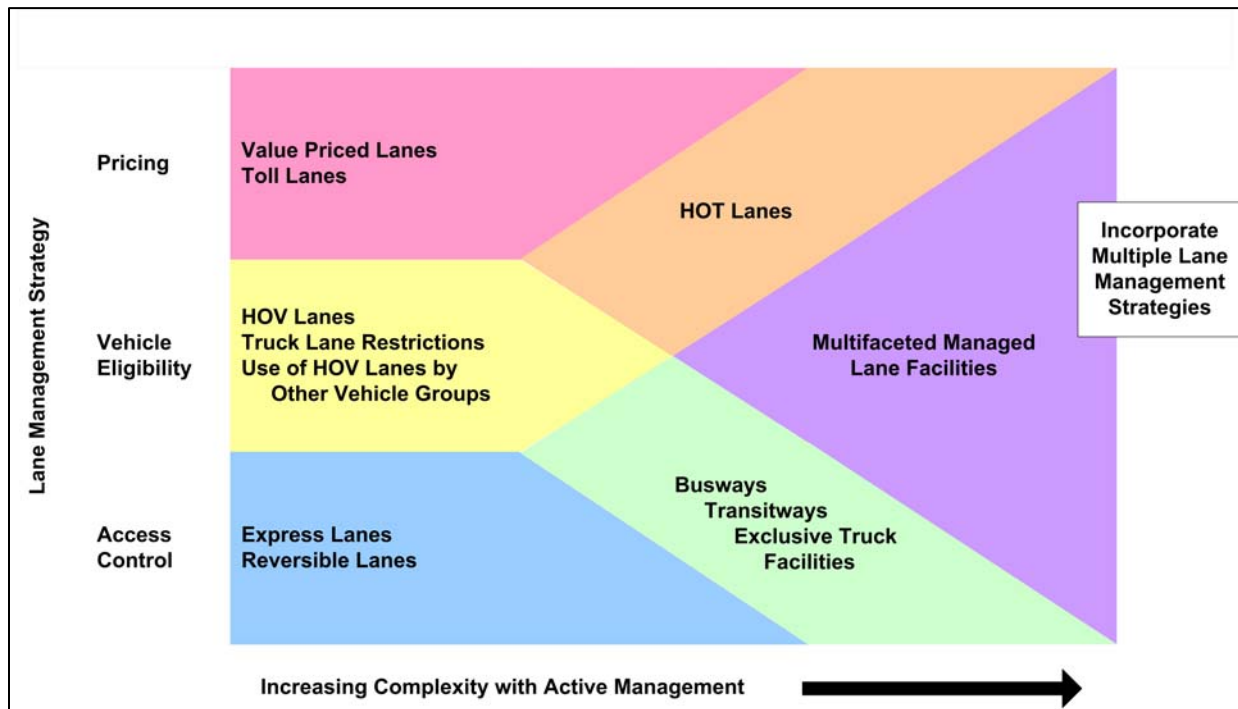 Lane Management Strategy
Pricing
Value Priced Lanes
Toll Lanes
HOT Lanes
Incorporate
Multiple Lane
Management
Strategies
Vehicle
Eligibility
HOV Lanes
Truck Lane Restrictions
Use of HOV Lanes by
Other Vehicle Groups
Multifaceted Managed
Lane Facilities
Access
Control
Express Lanes
Reversible Lanes
Busways
Transitways
Exclusive Truck
Facilities
Increasing Complexity with Active Management